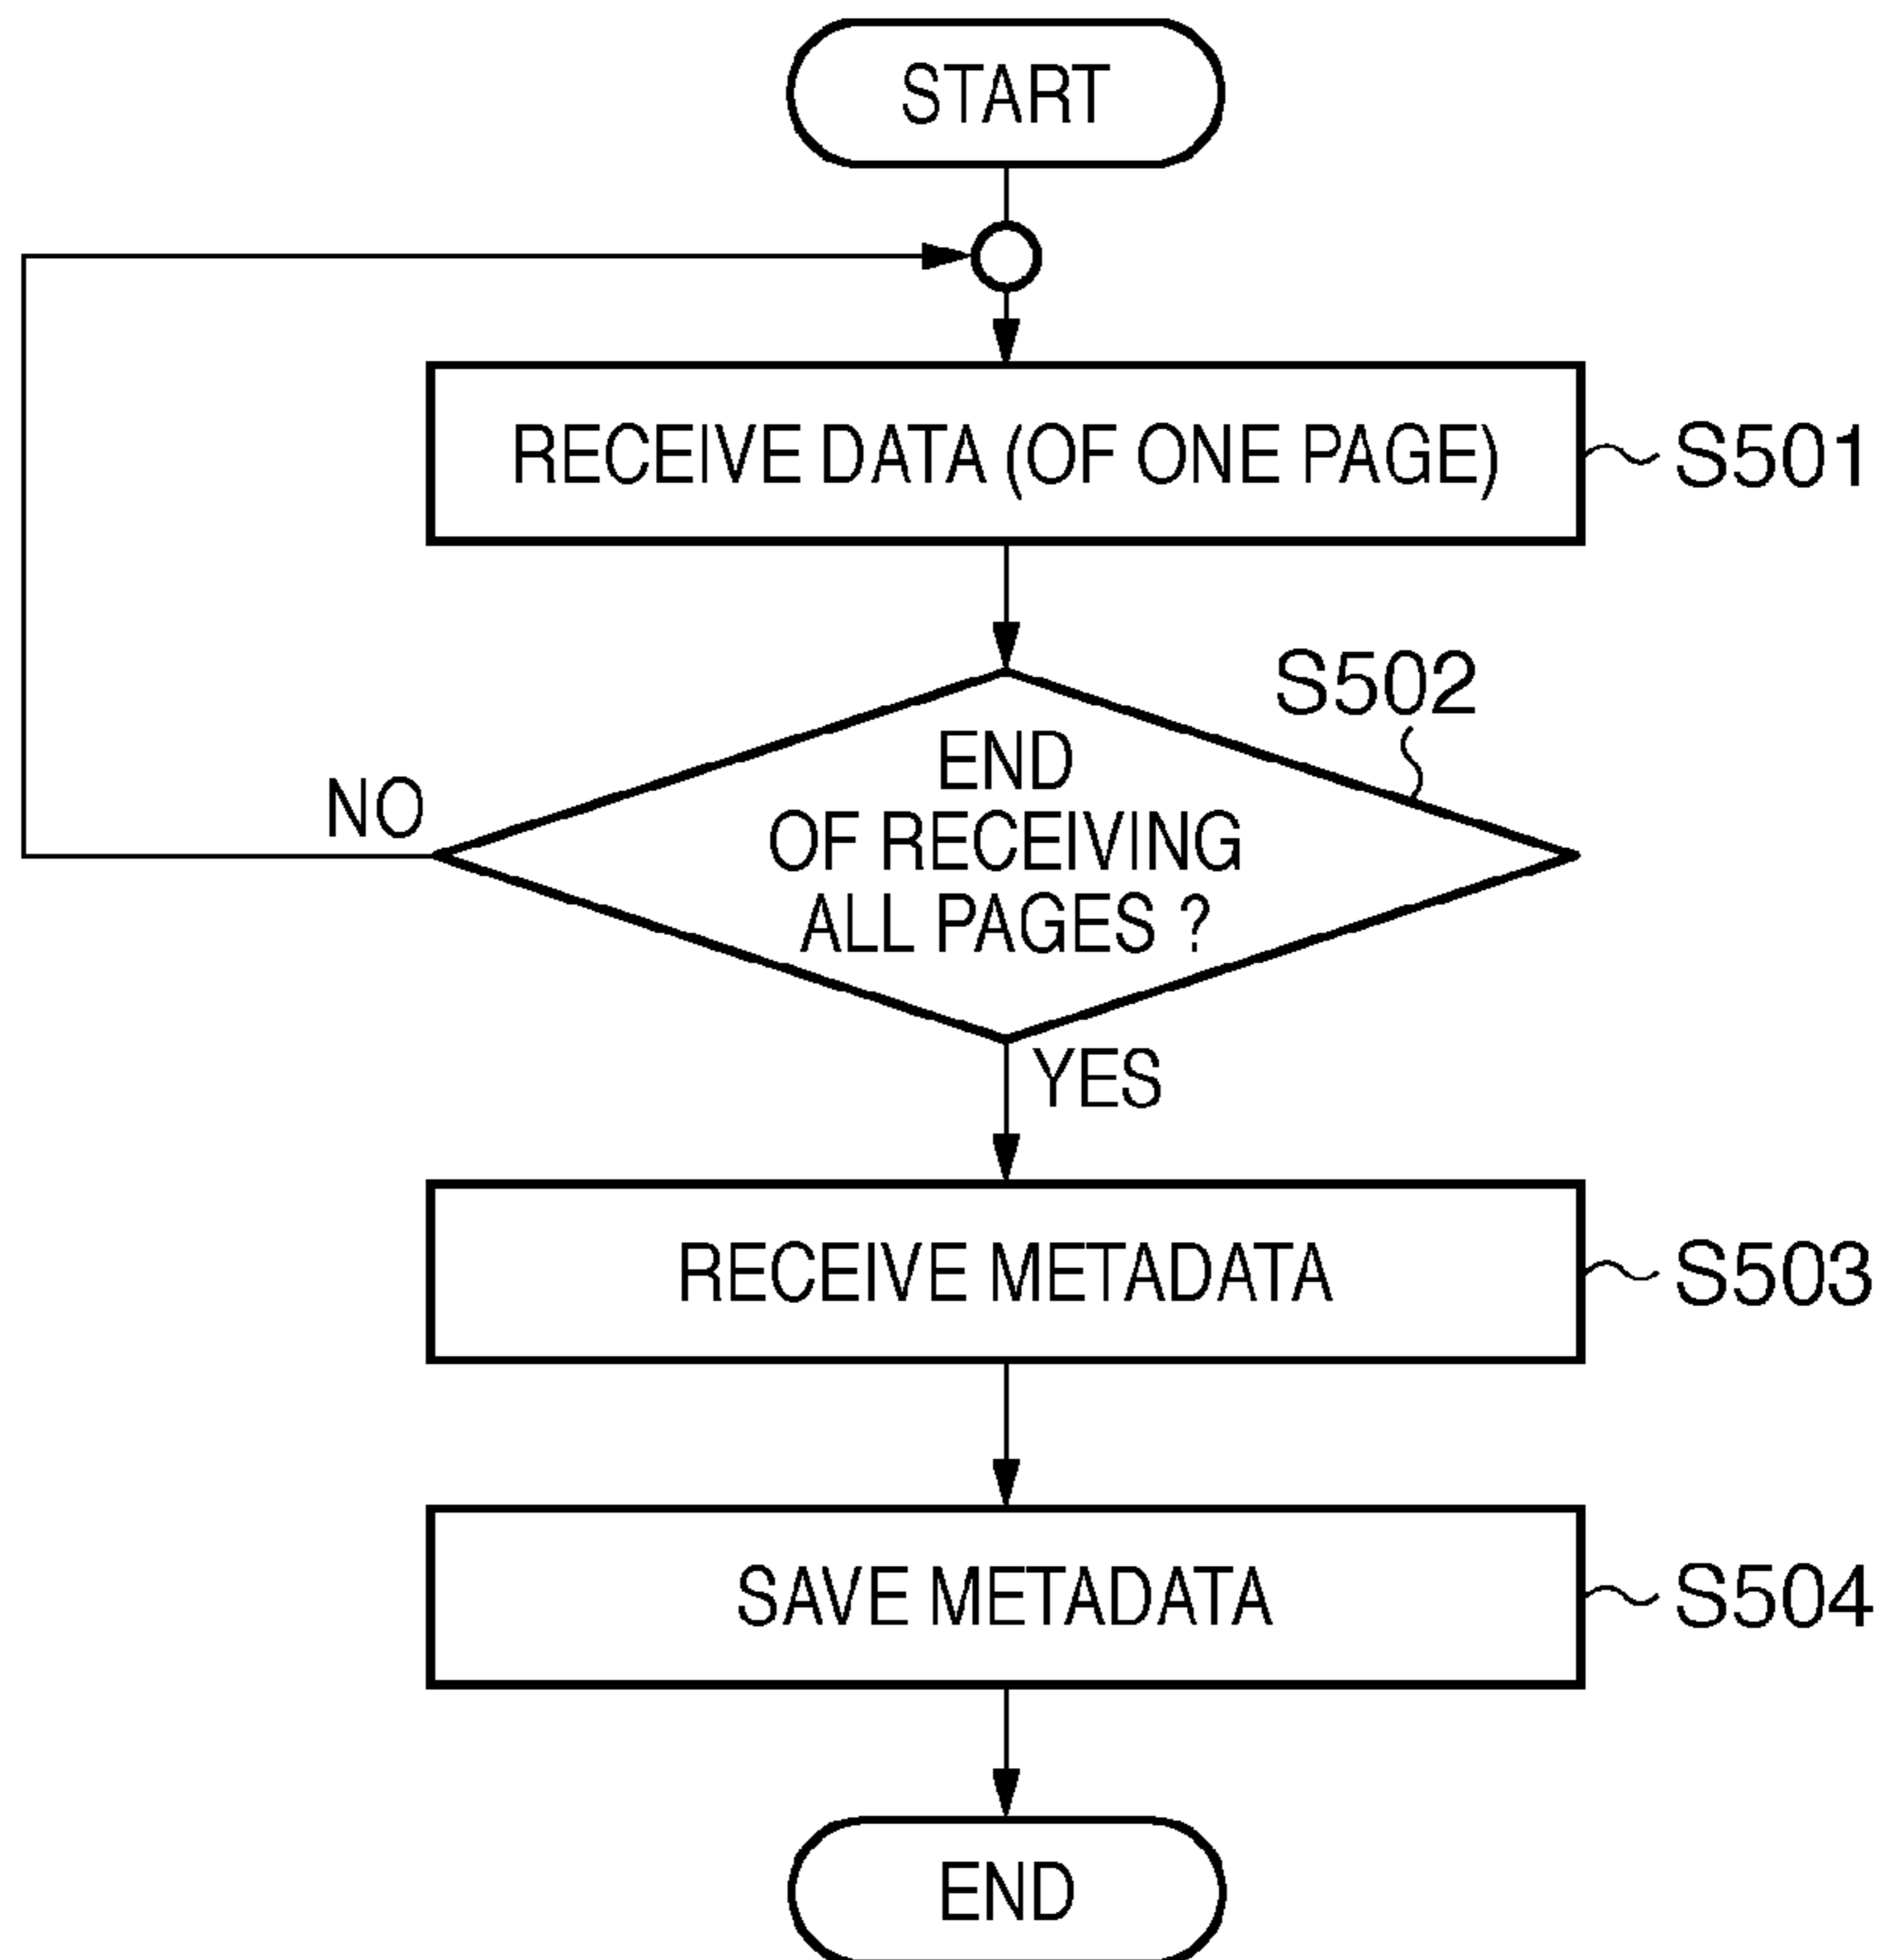 START
RECEIVE DATA (OF ONE PAGE)
S501
S502
END
OF RECEIVING
ALL PAGES ?
NO
YES
RECEIVE METADATA
S503
SAVE METADATA
S504
END